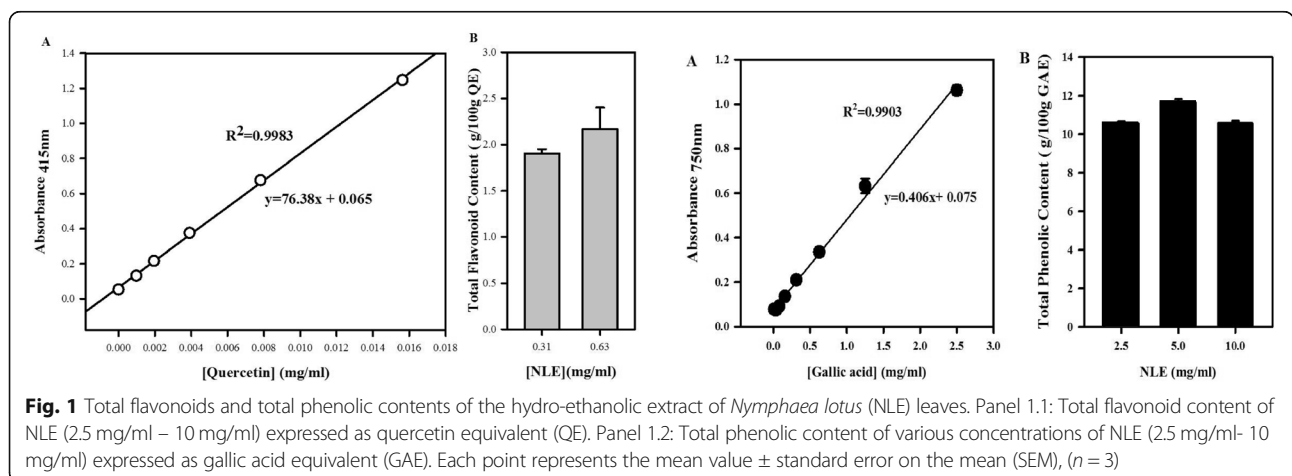 A
Absorbance 415nm
1.4
1.2
1.0
0.8
0.6
0.4
0.2
0.0
R²=0.9983
y=76.38x + 0.065
0.000 0.002 0.004 0.006 0.008 0.010 0.012 0.014 0.016 0.018
[Quercetin] (mg/ml)
B
Total Flavonoid Content ( g/100g QE)
3.0
2.5
2.0
1.5
1.0
0.5
0.0
0.31 0.63
[NLE](mg/ml)
A
Absorbance 750nm
1.2
1.0
0.8
0.6
0.4
0.2
0.0
R²=0.9903
y=0.406x+ 0.075
0.0 0.5 1.0 1.5 2.0 2.5 3.0
[Gallic acid] (mg/ml)
B
Total Phenolic Content ( g/100g GAE)
14
12
10
8
6
4
2
0
2.5 5.0 10.0
NLE (mg/ml)
Fig. 1 Total flavonoids and total phenolic contents of the hydro-ethanolic extract of Nymphaea lotus (NLE) leaves. Panel 1.1: Total flavonoid content of
NLE (2.5 mg/ml – 10 mg/ml) expressed as quercetin equivalent (QE). Panel 1.2: Total phenolic content of various concentrations of NLE (2.5 mg/ml- 10
mg/ml) expressed as gallic acid equivalent (GAE). Each point represents the mean value ± standard error on the mean (SEM), (n = 3)